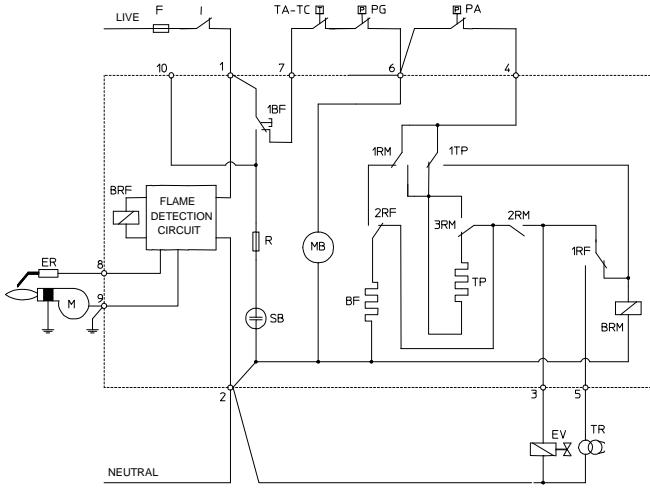 LIVE F I TA-TC T P PG P PA
10 1 7 6 4
1BF
1RM 1TP
BRF
FLAME
DETECTION
CIRCUIT
2RF 3RM 2RM
R MB 1RF
ER 8
TP
BF
M 9
SB BRM
2 3 5
EV TR
NEUTRAL